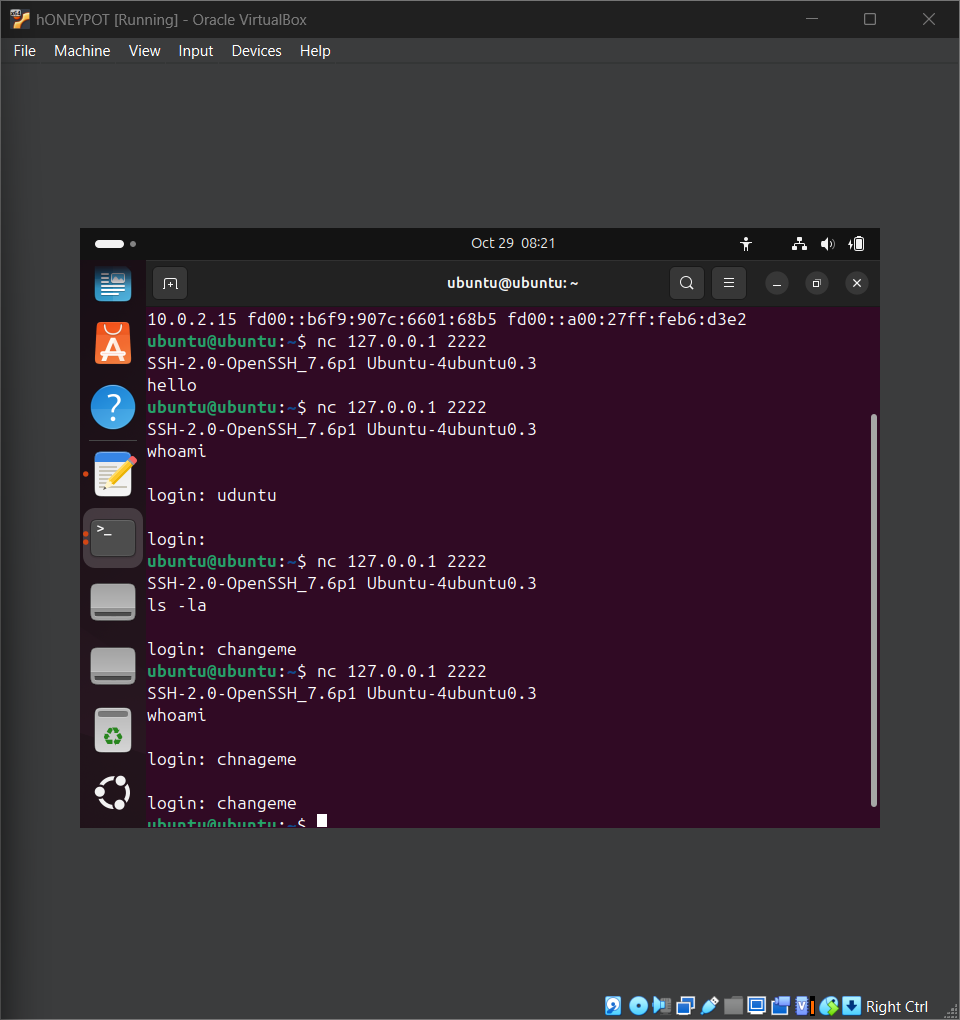 hONEYPOT [Running] - Oracle VirtualBox
File Machine View Input Devices Help
Oct 29 08:21
ubuntu@ubuntu: ~
10.0.2.15 fd00::b6f9:907c:6601:68b5 fd00::a00:27ff:feb6:d3e2
ubuntu@ubuntu:~$ nc 127.0.0.1 2222
SSH-2.0-OpenSSH_7.6p1 Ubuntu-4ubuntu0.3
hello
ubuntu@ubuntu:~$ nc 127.0.0.1 2222
SSH-2.0-OpenSSH_7.6p1 Ubuntu-4ubuntu0.3
whoami
login: uduntu
login:
ubuntu@ubuntu:~$ nc 127.0.0.1 2222
SSH-2.0-OpenSSH_7.6p1 Ubuntu-4ubuntu0.3
ls -la
login: changeme
ubuntu@ubuntu:~$ nc 127.0.0.1 2222
SSH-2.0-OpenSSH_7.6p1 Ubuntu-4ubuntu0.3
whoami
login: chnageme
login: changeme
ubuntu@ubuntu:~$
Right Ctrl